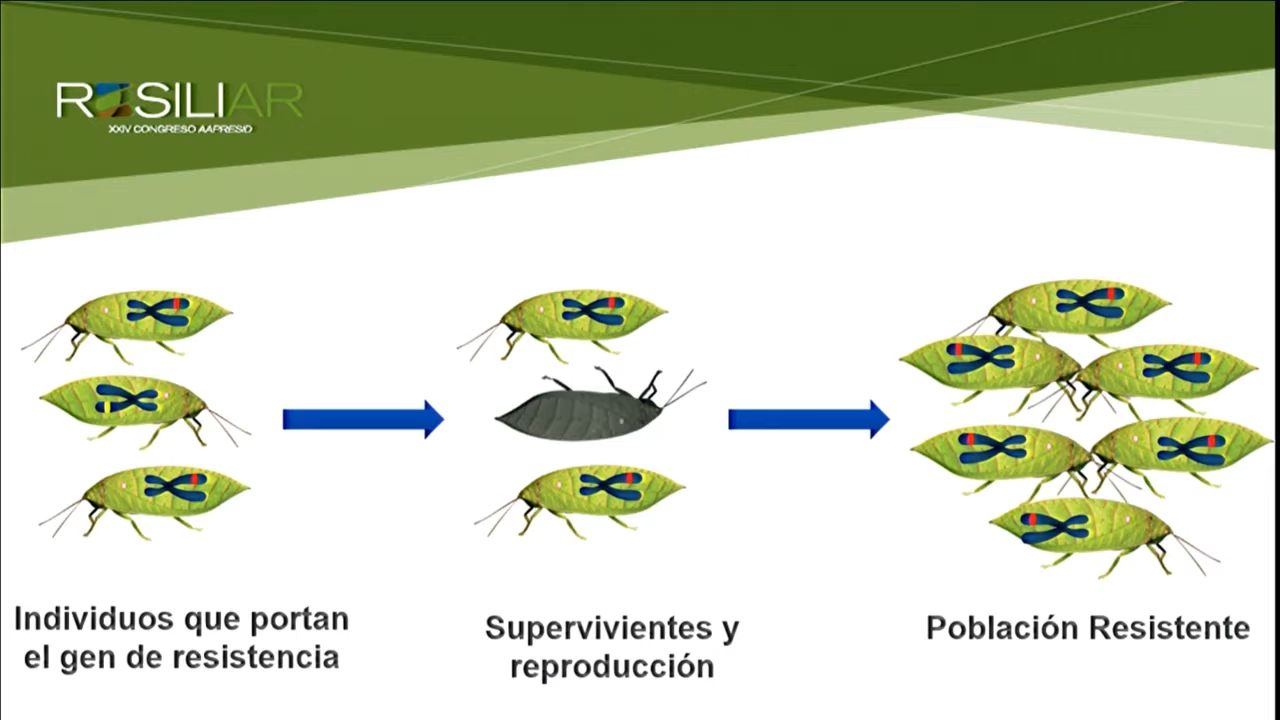 RESILIAR
XXIV CONGRESO AAPRESID
Individuos que portan
el gen de resistencia
Supervivientes y
reproducción
Población Resistente